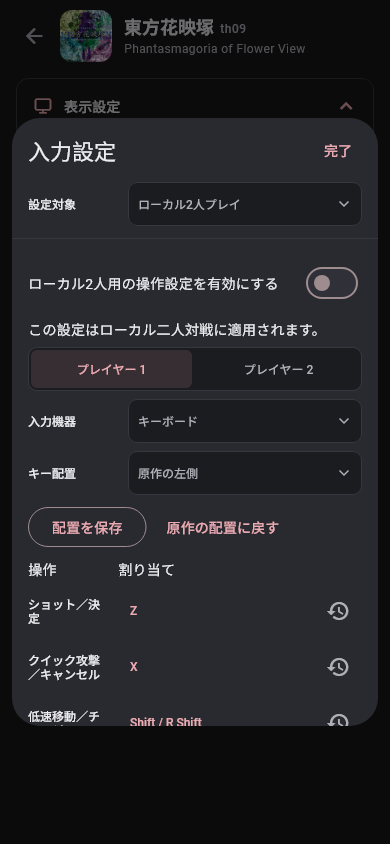 東方花映塚 th09
Phantasmagoria of Flower View
表示設定
入力設定
完了
設定対象
ローカル2人プレイ
ローカル2人用の操作設定を有効にする
この設定はローカル二人対戦に適用されます。
プレイヤー 1
プレイヤー 2
入力機器
キーボード
キー配置
原作の左側
配置を保存
原作の配置に戻す
操作
割り当て
ショット／決
定
Z
クイック攻撃
／キャンセル
X
低速移動／チ
Shift / R Shift